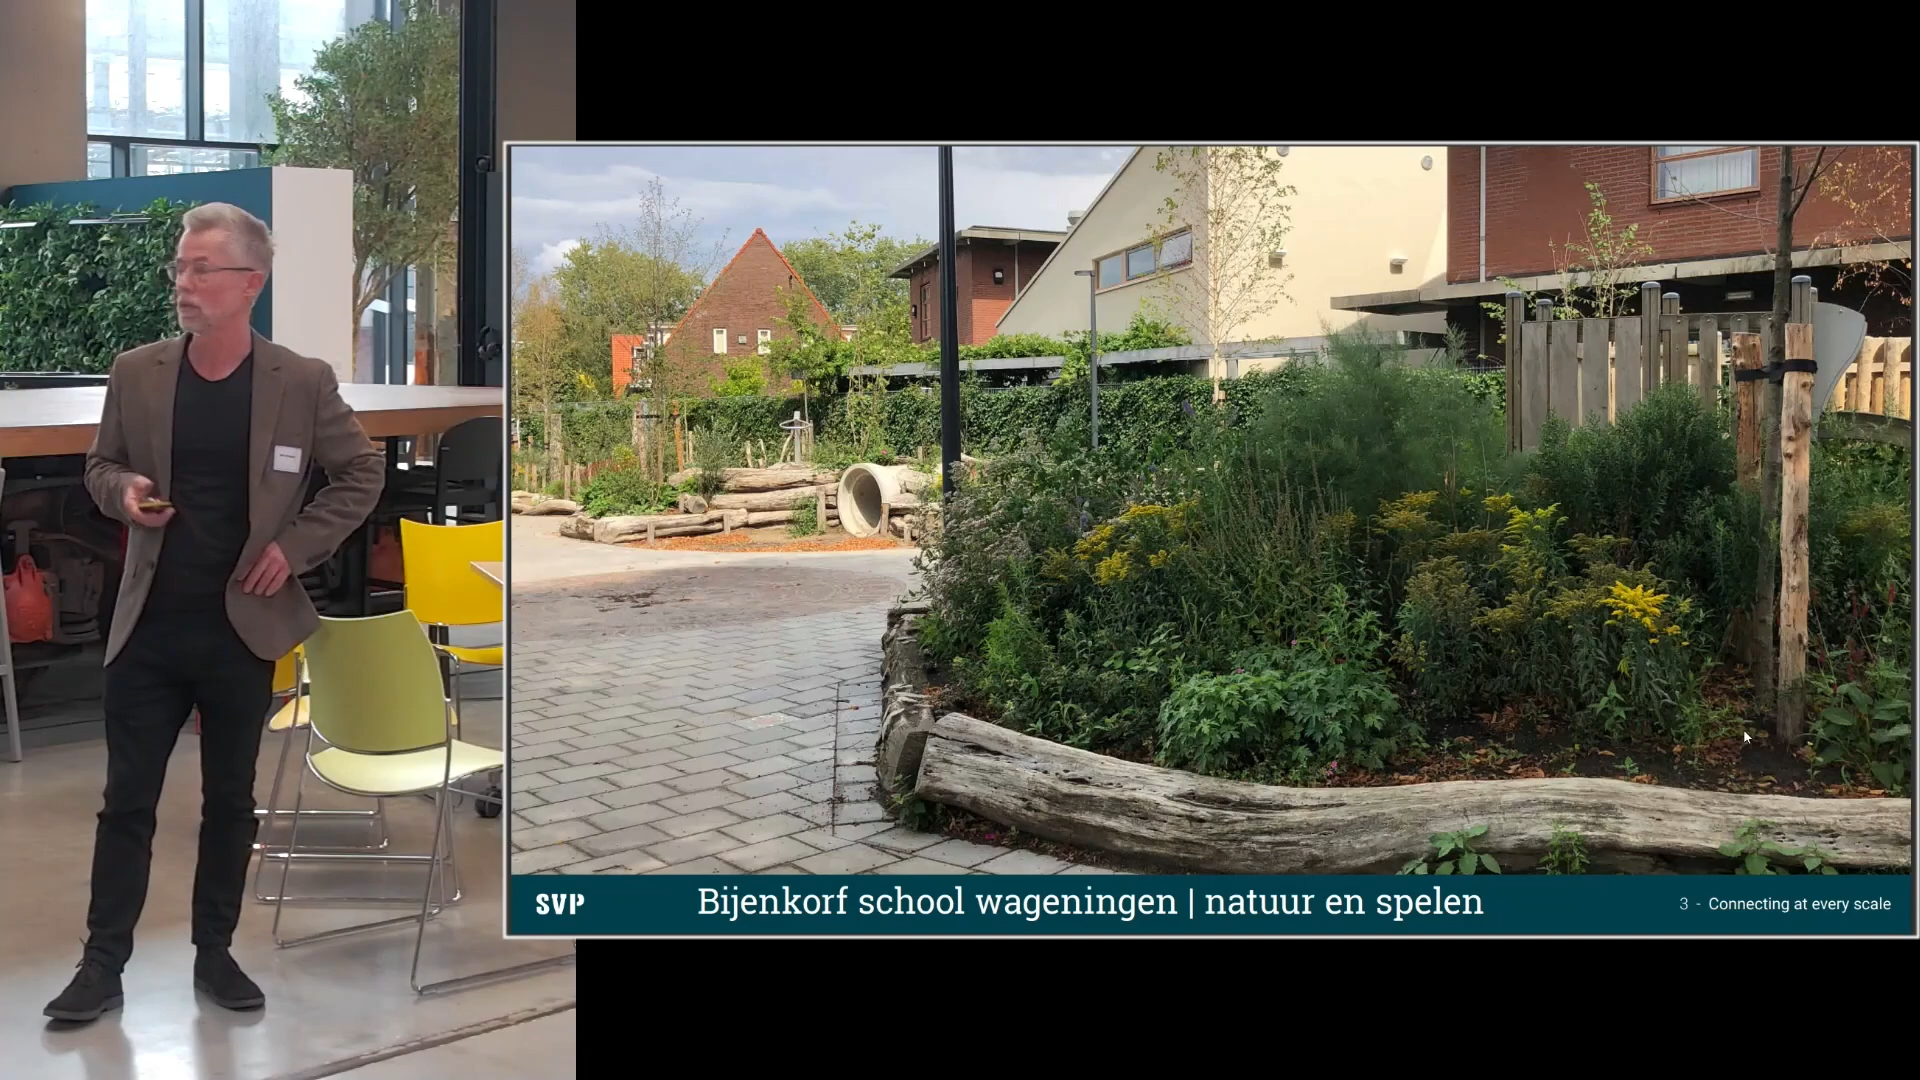 SVP
Bijenkorf school wageningen | natuur en spelen
3 - Connecting at every scale